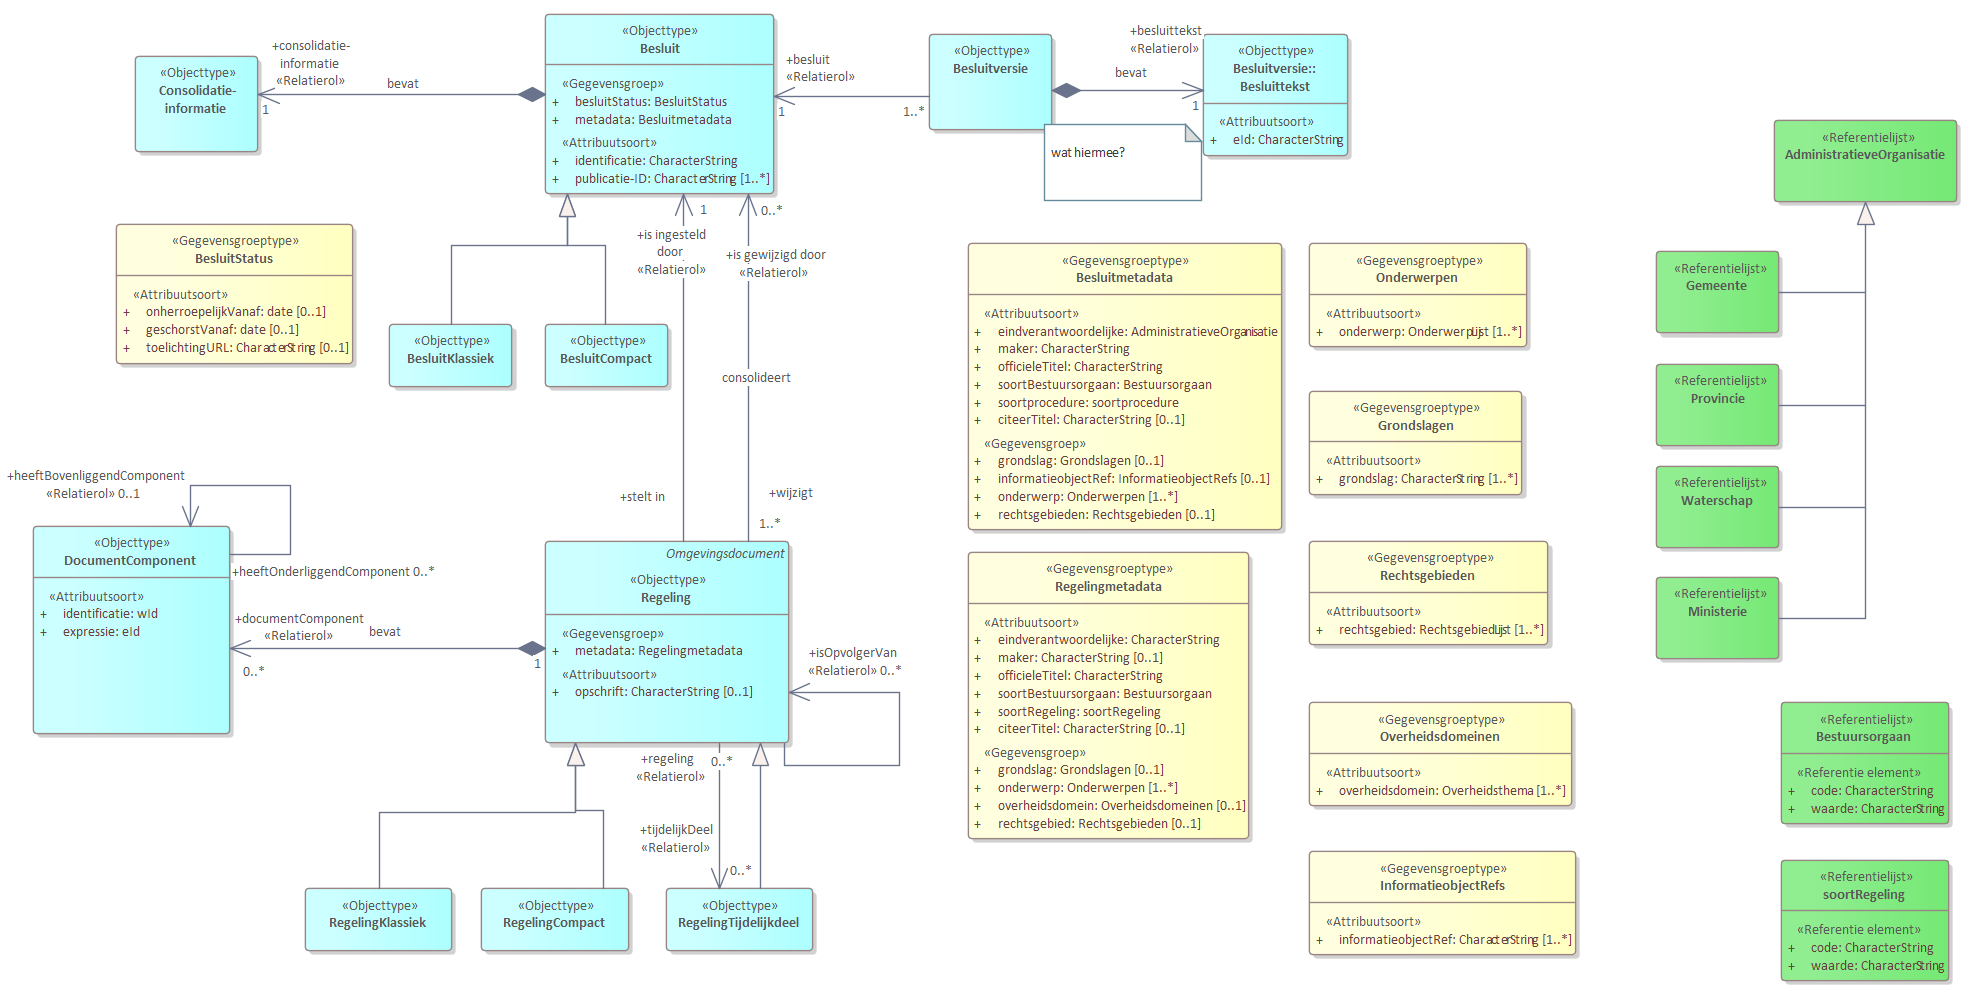 +consolidatie-
informatie
«Relatierol»
1
bevat
«Objecttype»
Consolidatie-
informatie
«Objecttype»
Besluit
«Gegevensgroep»
+ besluitStatus: BesluitStatus
+ metadata: Besluitmetadata
«Attribuutsoort»
+ identificatie: CharacterString
+ publicatie-ID: CharacterString [1..*]
+besluit
«Relatierol»
1
1..*
«Objecttype»
Besluitversie
bevat
+besluittekst
«Relatierol»
1
«Objecttype»
Besluitversie::
Besluittekst
«Attribuutsoort»
+ eId: CharacterString
wat hiermee?
«Gegevensgroeptype»
BesluitStatus
«Attribuutsoort»
+ onherroepelijkVanaf: date [0..1]
+ geschorstVanaf: date [0..1]
+ toelichtingURL: CharacterString [0..1]
«Objecttype»
BesluitKlassiek
«Objecttype»
BesluitCompact
1
+is ingesteld
door
«Relatierol»
0..*
+is gewijzigd door
«Relatierol»
consolideert
+stelt in
+wijzigt
1..*
+heeftBovenliggendComponent
«Relatierol» 0..1
+heeftOnderliggendComponent 0..*
«Objecttype»
DocumentComponent
«Attribuutsoort»
+ identificatie: wId
+ expressie: eId
+documentComponent
«Relatierol»
0..*
bevat
1
Omgevingsdocument
«Objecttype»
Regeling
«Gegevensgroep»
+ metadata: Regelingmetadata
«Attribuutsoort»
+ opschrift: CharacterString [0..1]
+isOpvolgerVan
«Relatierol» 0..*
+regeling
«Relatierol»
0..*
+tijdelijkDeel
«Relatierol»
0..*
«Objecttype»
RegelingKlassiek
«Objecttype»
RegelingCompact
«Objecttype»
RegelingTijdelijkdeel
«Gegevensgroeptype»
Besluitmetadata
«Attribuutsoort»
+ eindverantwoordelijke: AdministratieveOrganisatie
+ maker: CharacterString
+ officieleTitel: CharacterString
+ soortBestuursorgaan: Bestuursorgaan
+ soortprocedure: soortprocedure
+ citeerTitel: CharacterString [0..1]
«Gegevensgroep»
+ grondslag: Grondslagen [0..1]
+ informatieobjectRef: InformatieobjectRefs [0..1]
+ onderwerp: Onderwerpen [1..*]
+ rechtsgebieden: Rechtsgebieden [0..1]
«Gegevensgroeptype»
Regelingmetadata
«Attribuutsoort»
+ eindverantwoordelijke: CharacterString
+ maker: CharacterString [0..1]
+ officieleTitel: CharacterString
+ soortBestuursorgaan: Bestuursorgaan
+ soortRegeling: soortRegeling
+ citeerTitel: CharacterString [0..1]
«Gegevensgroep»
+ grondslag: Grondslagen [0..1]
+ onderwerp: Onderwerpen [1..*]
+ overheidsdomein: Overheidsdomeinen [0..1]
+ rechtsgebied: Rechtsgebieden [0..1]
«Gegevensgroeptype»
Onderwerpen
«Attribuutsoort»
+ onderwerp: OnderwerpLijst [1..*]
«Gegevensgroeptype»
Grondslagen
«Attribuutsoort»
+ grondslag: CharacterString [1..*]
«Gegevensgroeptype»
Rechtsgebieden
«Attribuutsoort»
+ rechtsgebied: RechtsgebiedLijst [1..*]
«Gegevensgroeptype»
Overheidsdomeinen
«Attribuutsoort»
+ overheidsdomein: Overheidsthema [1..*]
«Gegevensgroeptype»
InformatieobjectRefs
«Attribuutsoort»
+ informatieobjectRef: CharacterString [1..*]
«Referentielijst»
AdministratieveOrganisatie
«Referentielijst»
Gemeente
«Referentielijst»
Provincie
«Referentielijst»
Waterschap
«Referentielijst»
Ministerie
«Referentielijst»
Bestuursorgaan
«Referentie element»
+ code: CharacterString
+ waarde: CharacterString
«Referentielijst»
soortRegeling
«Referentie element»
+ code: CharacterString
+ waarde: CharacterString